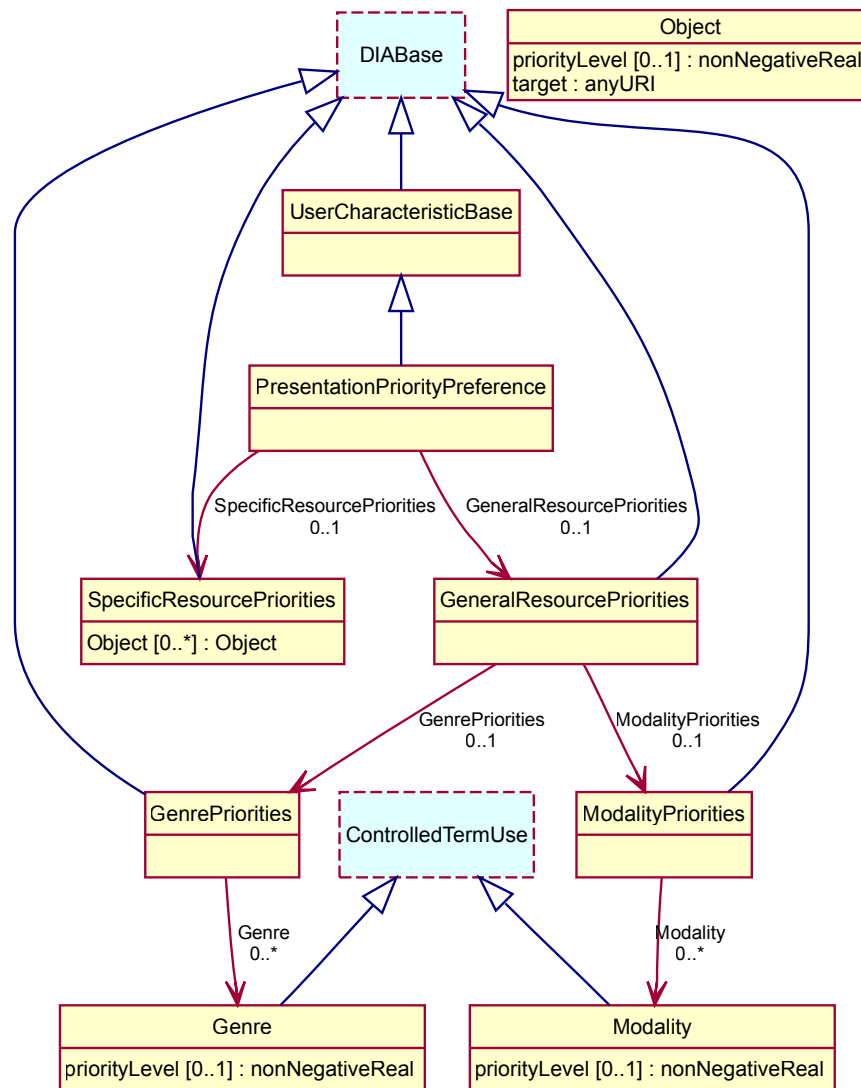 DIABase
Object
priorityLevel [0..1] : nonNegativeReal
target : anyURI
UserCharacteristicBase
PresentationPriorityPreference
SpecificResourcePriorities
0..1
GeneralResourcePriorities
0..1
SpecificResourcePriorities
Object [0..*] : Object
GeneralResourcePriorities
GenrePriorities
0..1
ModalityPriorities
0..1
GenrePriorities
ControlledTermUse
ModalityPriorities
Genre
0..*
Modality
0..*
Genre
priorityLevel [0..1] : nonNegativeReal
Modality
priorityLevel [0..1] : nonNegativeReal